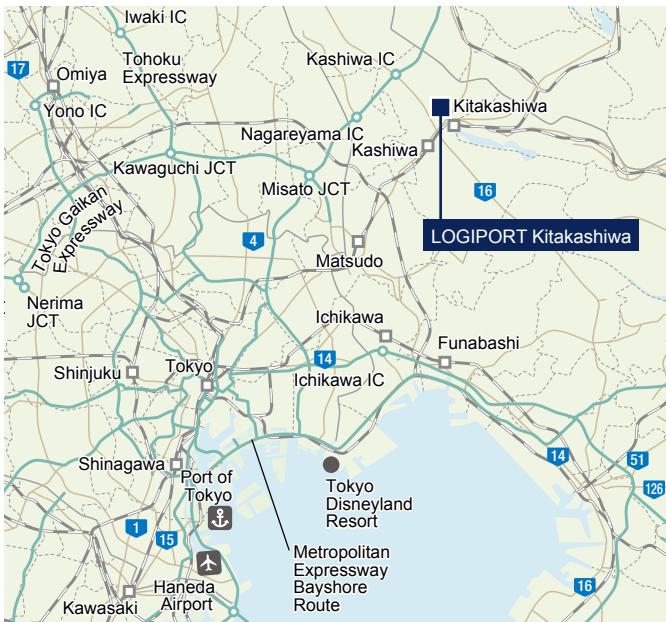 Iwaki IC
Tohoku
Expressway
Kashiwa IC
17
Omiya
Yono IC
Kitakashiwa
Nagareyama IC
Kashiwa
Kawaguchi JCT
Misato JCT
16
Tokyo Gaikan
Expressway
4
LOGIPORT Kitakashiwa
Matsudo
Nerima
JCT
Ichikawa
Funabashi
14
Shinjuku
Tokyo
Ichikawa IC
Shinagawa
14
51
126
Port of
Tokyo
Tokyo
Disneyland
Resort
1
15
Metropolitan
Expressway
Bayshore
Route
Haneda
Airport
16
Kawasaki